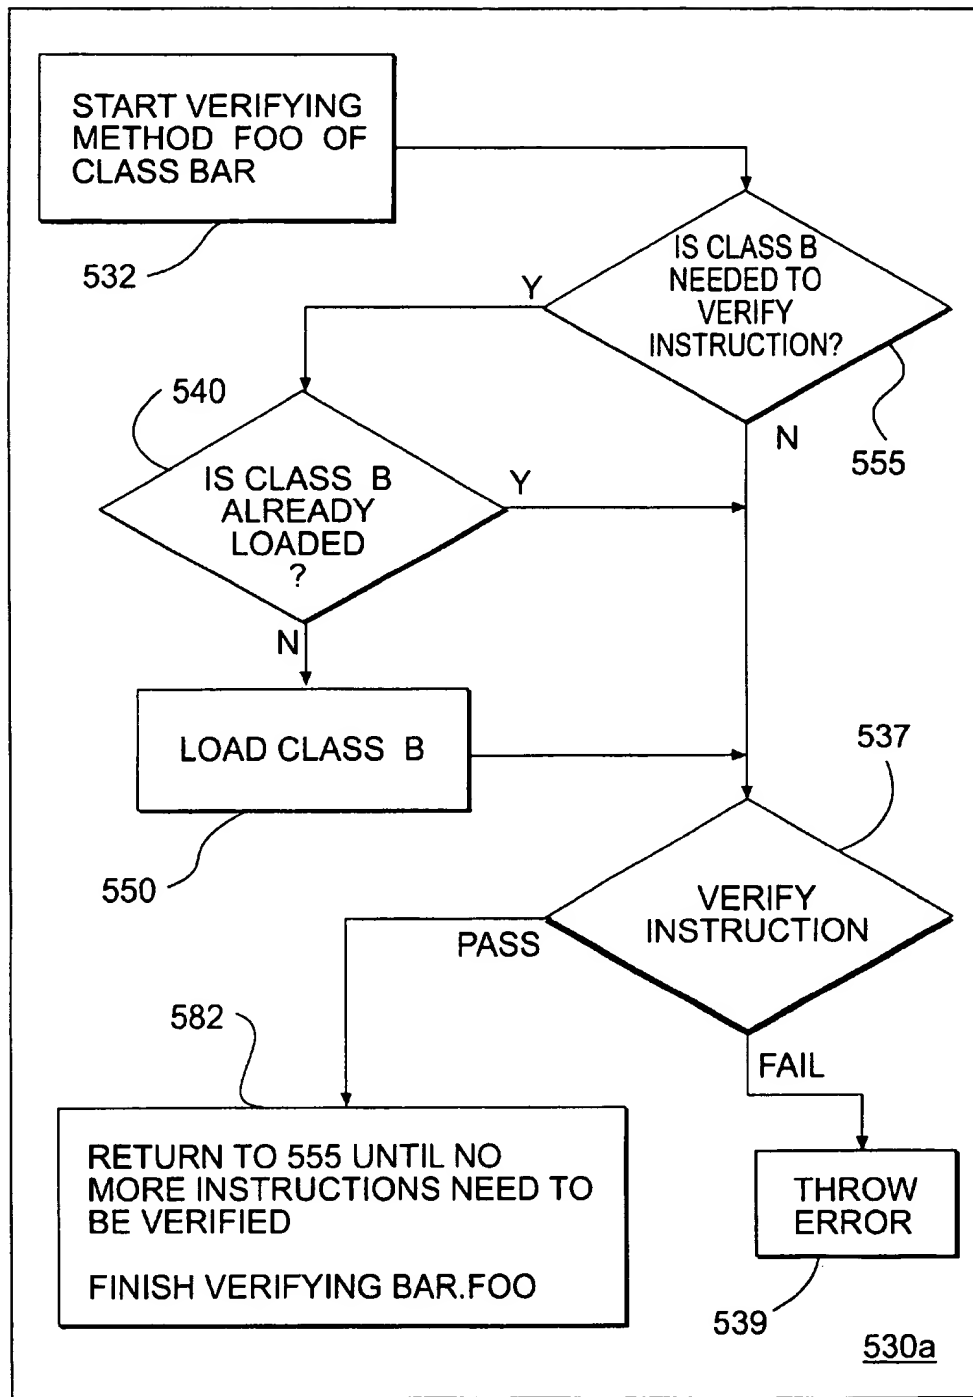 START VERIFYING
METHOD FOO OF
CLASS BAR
532
IS CLASS B
NEEDED TO
VERIFY
INSTRUCTION?
Y
N
555
540
IS CLASS B
ALREADY
LOADED
?
Y
N
LOAD CLASS B
550
537
VERIFY
INSTRUCTION
PASS
FAIL
582
RETURN TO 555 UNTIL NO
MORE INSTRUCTIONS NEED TO
BE VERIFIED
FINISH VERIFYING BAR.FOO
THROW
ERROR
539
530a